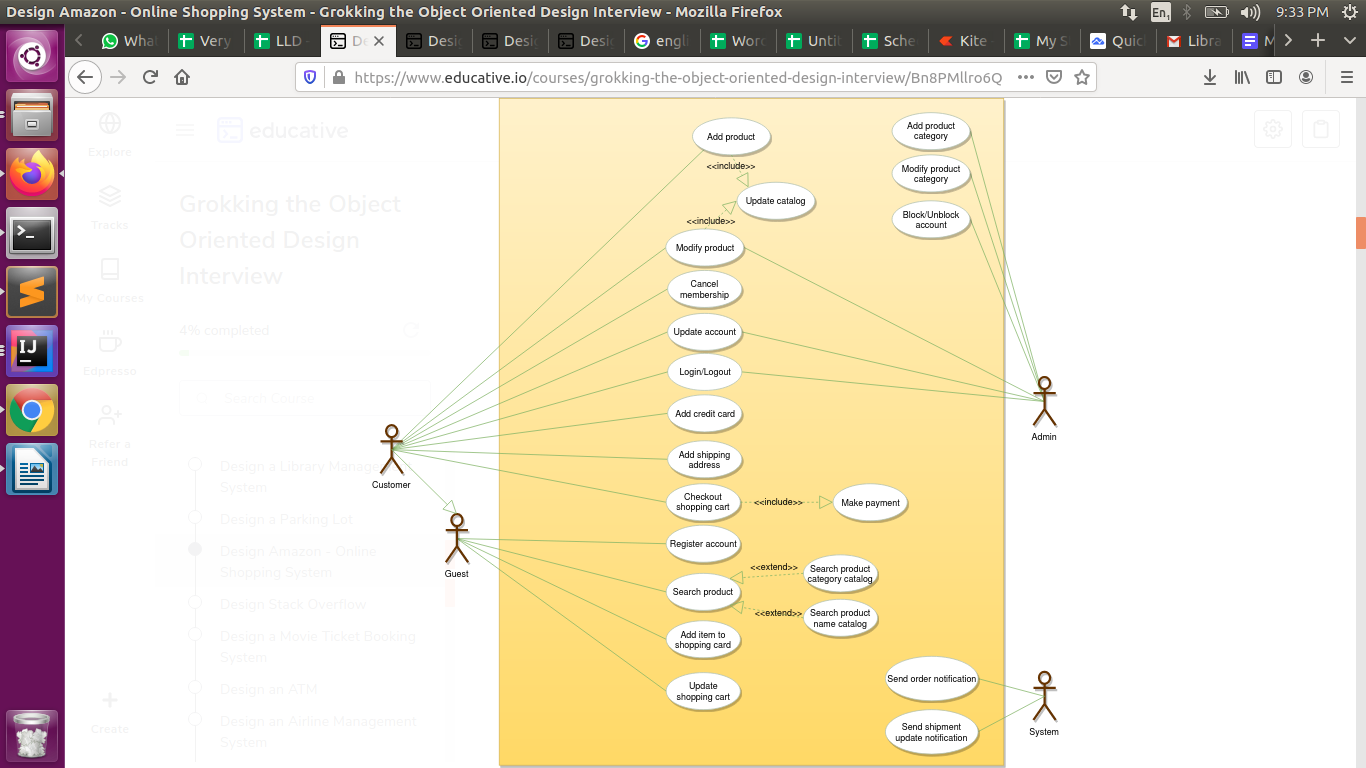 Design Amazon - Online Shopping System - Grokking the Object Oriented Design Interview - Mozilla Firefox
En1
9:33 PM
What
Very
LLD
De
Desig
Desig
Desig
engli
Word
Unti
Sche
Kite
My S
Quic
Libra
M
https://www.educative.io/courses/grokking-the-object-oriented-design-interview/Bn8PMllro6Q
educative
Explore
Tracks
My Courses
Edpresso
Refer a
Friend
Create
Grokking the Object
Oriented Design
Interview
4% completed
Search Course
Design a Library Manage
System
Design a Parking Lot
Design Amazon - Online
Shopping System
Design Stack Overflow
Design a Movie Ticket Booking
System
Design an ATM
Design an Airline Management
System
Add product
<<include>>
Update catalog
<<include>>
Modify product
Cancel
membership
Update account
Login/Logout
Add credit card
Add shipping
address
Checkout
shopping cart
<<include>>
Make payment
Register account
Search product
<<extend>>
Search product
category catalog
<<extend>>
Search product
name catalog
Add item to
shopping card
Update
shopping cart
Add product
category
Modify product
category
Block/Unblock
account
Send order notification
Send shipment
update notification
Customer
Guest
Admin
System